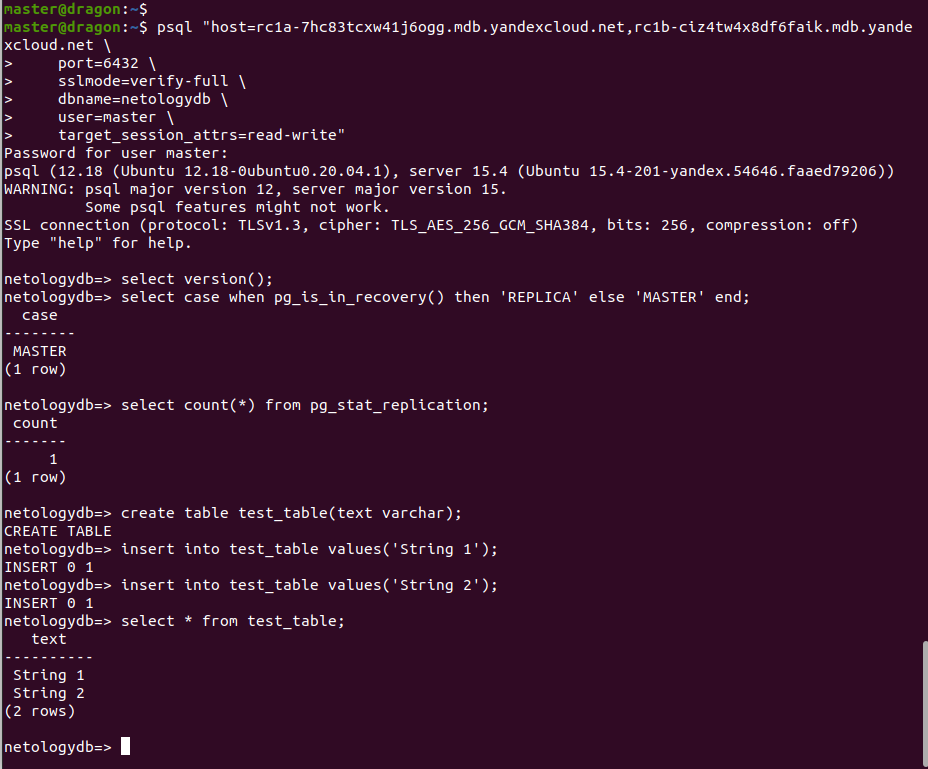 master@dragon:~$
master@dragon:~$ psql "host=rc1a-7hc83tcxw41j6ogg.mdb.yandexcloud.net,rc1b-ciz4tw4x8df6faik.mdb.yande
xcloud.net \
>     port=6432 \
>     sslmode=verify-full \
>     dbname=netologydb \
>     user=master \
>     target_session_attrs=read-write"
Password for user master:
psql (12.18 (Ubuntu 12.18-0ubuntu0.20.04.1), server 15.4 (Ubuntu 15.4-201-yandex.54646.faaed79206))
WARNING: psql major version 12, server major version 15.
         Some psql features might not work.
SSL connection (protocol: TLSv1.3, cipher: TLS_AES_256_GCM_SHA384, bits: 256, compression: off)
Type "help" for help.

netologydb=> select version();
netologydb=> select case when pg_is_in_recovery() then 'REPLICA' else 'MASTER' end;
  case
--------
 MASTER
(1 row)

netologydb=> select count(*) from pg_stat_replication;
 count
-------
     1
(1 row)

netologydb=> create table test_table(text varchar);
CREATE TABLE
netologydb=> insert into test_table values('String 1');
INSERT 0 1
netologydb=> insert into test_table values('String 2');
INSERT 0 1
netologydb=> select * from test_table;
   text
----------
 String 1
 String 2
(2 rows)

netologydb=>